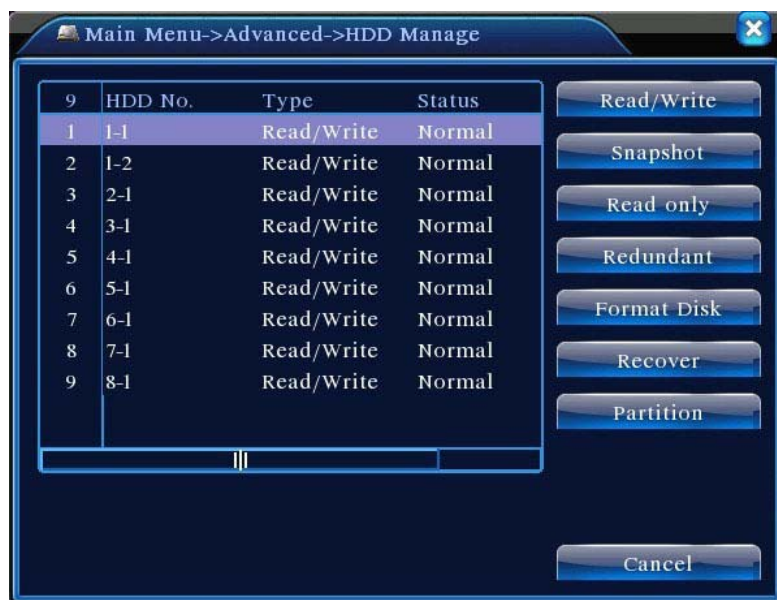 Main Menu->Advanced->HDD Manage
9 HDD No. Type Status
1 1-1 Read/Write Normal
2 1-2 Read/Write Normal
3 2-1 Read/Write Normal
4 3-1 Read/Write Normal
5 4-1 Read/Write Normal
6 5-1 Read/Write Normal
7 6-1 Read/Write Normal
8 7-1 Read/Write Normal
9 8-1 Read/Write Normal
Read/Write
Snapshot
Read only
Redundant
Format Disk
Recover
Partition
Cancel